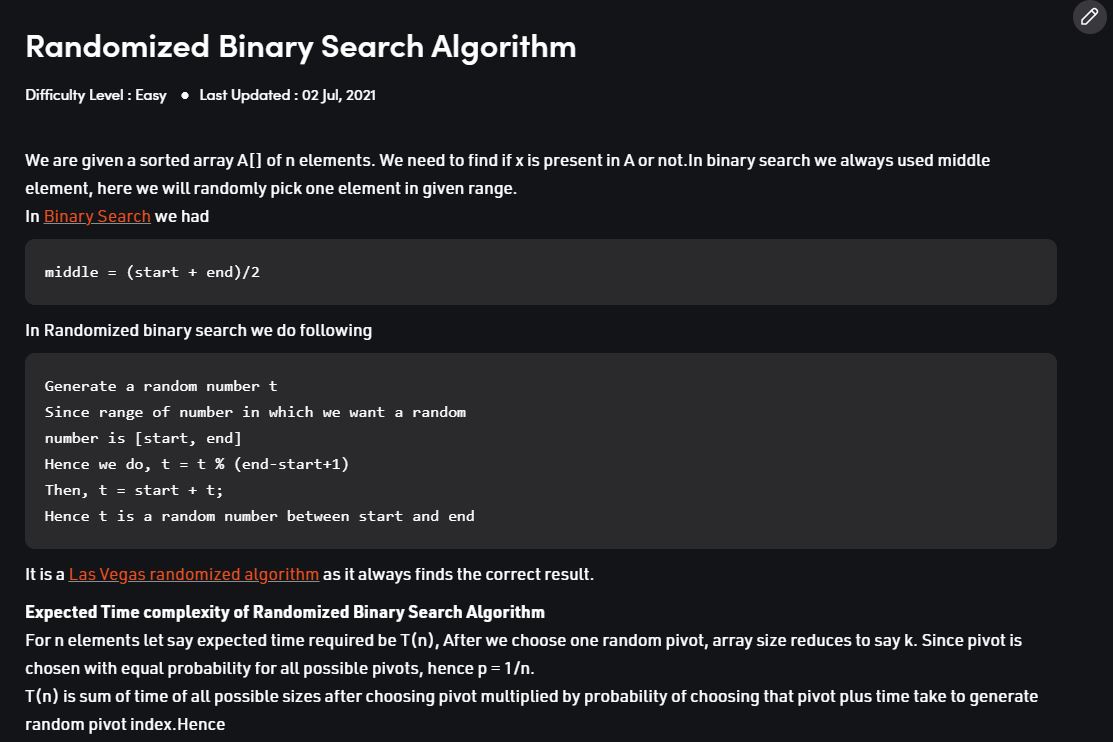 Randomized Binary Search Algorithm
Difficulty Level : Easy ● Last Updated : 02 Jul, 2021
We are given a sorted array A[] of n elements. We need to find if x is present in A or not.In binary search we always used middle
element, here we will randomly pick one element in given range.
In Binary Search we had
middle = (start + end)/2
In Randomized binary search we do following
Generate a random number t
Since range of number in which we want a random
number is [start, end]
Hence we do, t = t % (end-start+1)
Then, t = start + t;
Hence t is a random number between start and end
It is a Las Vegas randomized algorithm as it always finds the correct result.
Expected Time complexity of Randomized Binary Search Algorithm
For n elements let say expected time required be T(n), After we choose one random pivot, array size reduces to say k. Since pivot is
chosen with equal probability for all possible pivots, hence p = 1/n.
T(n) is sum of time of all possible sizes after choosing pivot multiplied by probability of choosing that pivot plus time take to generate
random pivot index.Hence